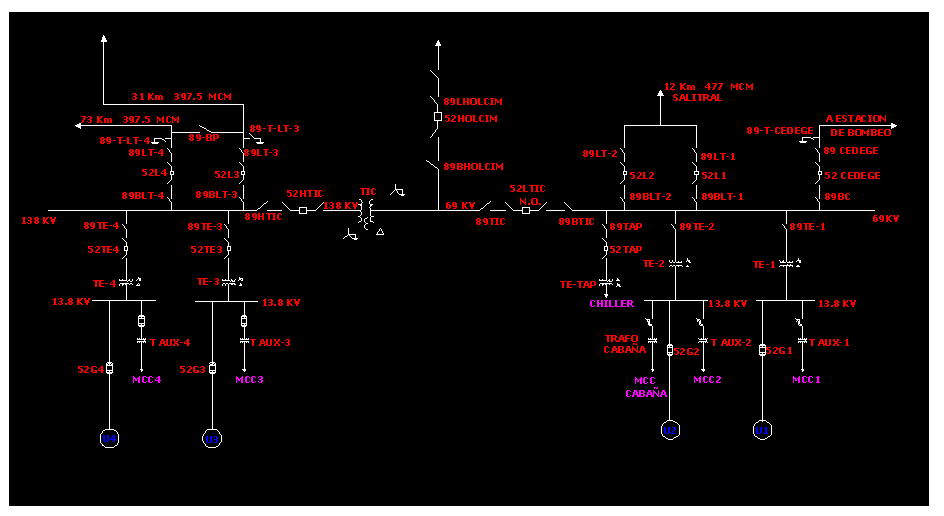 31 Km 397.5 MCM
73 Km 397.5 MCM
89-T-LT-3
89-T-LT-4
89-BP
89LT-4
89LT-3
52L4
52L3
89BLT-4
89BLT-3
52HTIC
TIC
138 KV
138 KV
89HTIC
89LHOLCIM
52HOLCIM
89BHOLCIM
69 KV
52LTIC
N.O.
89TIC
89BTIC
12 Km 477 MCM
SALITRAL
A ESTACION
DE BOMBEO
89-T-CEDEGE
89LT-2
89LT-1
89 CEDEGE
52L2
52L1
52 CEDEGE
89BLT-2
89BLT-1
89BC
69KV
89TE-4
89TE-3
89TAP
89TE-2
89TE-1
52TE4
52TE3
52TAP
TE-4
TE-3
TE-TAP
TE-2
TE-1
13.8 KV
13.8 KV
CHILLER
13.8 KV
13.8 KV
T AUX-4
T AUX-3
TRAFO
CABAÑA
T AUX-2
T AUX-1
52G4
52G3
52G2
52G1
MCC4
MCC3
MCC
CABAÑA
MCC2
MCC1
U4
U3
U2